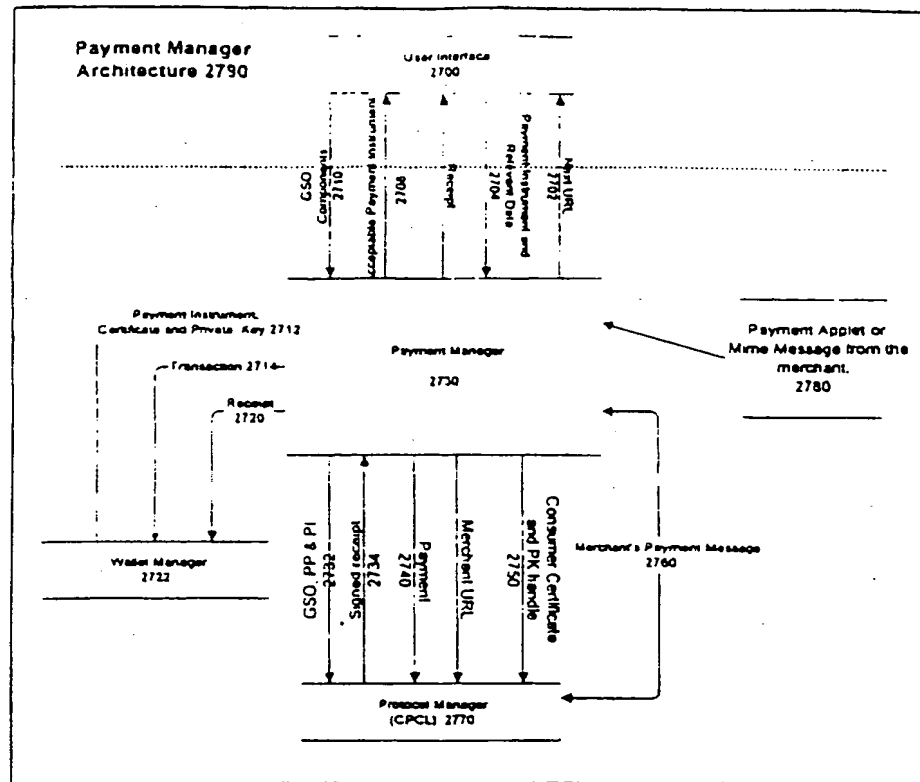 Payment Manager
Architecture 2790
User Interface
2700
GSO
Components
2710
cceptable Payment Instrument
2708
Receipt
Payment Instrument and
Relevant Data
2704
Next URL
2702
Payment Instrument,
Certificate and Private Key 2712
Transaction 2714
Receipt
2720
Payment Manager
2730
Payment Applet or
Mime Message from the
merchant.
2780
GSO, PP & PI
2732
Signed receipt
2734
Payment
2740
Merchant URL
Consumer Certificate
and PK handle
2750
Merchant's Payment Message
2760
Wallet Manager
2722
Protocol Manager
(CPCL) 2770